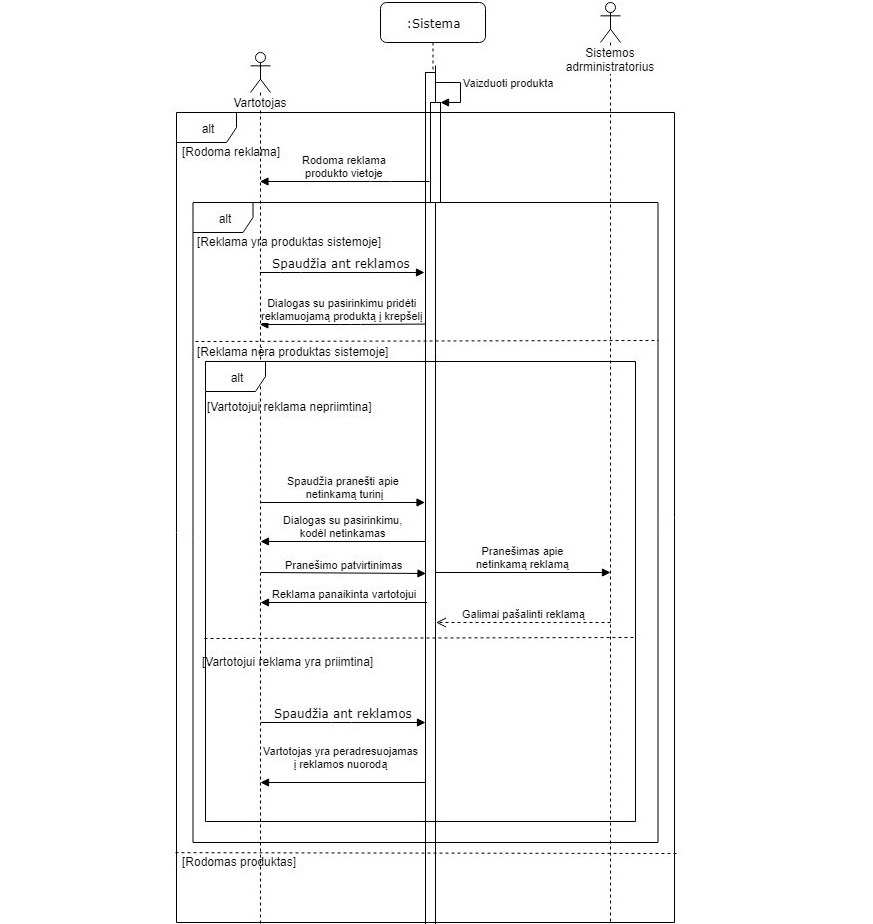 :Sistema
Sistemos
adrministratorius
Vartotojas
Vaizduoti produkta
alt
[Rodoma reklama]
Rodoma reklama
produkto vietoje
alt
[Reklama yra produktas sistemoje]
Spaudžia ant reklamos
Dialogas su pasirinkimu pridėti
reklamuojamą produktą į krepšelį
[Reklama nėra produktas sistemoje]
alt
[Vartotojui reklama nepriimtina]
Spaudžia pranešti apie
netinkamą turinį
Dialogas su pasirinkimu,
kodėl netinkamas
Pranešimo patvirtinimas
Pranešimas apie
netinkamą reklamą
Reklama panaikinta vartotojui
Galimai pašalinti reklamą
[Vartotojui reklama yra priimtina]
Spaudžia ant reklamos
Vartotojas yra peradresuojamas
į reklamos nuorodą
[Rodomas produktas]